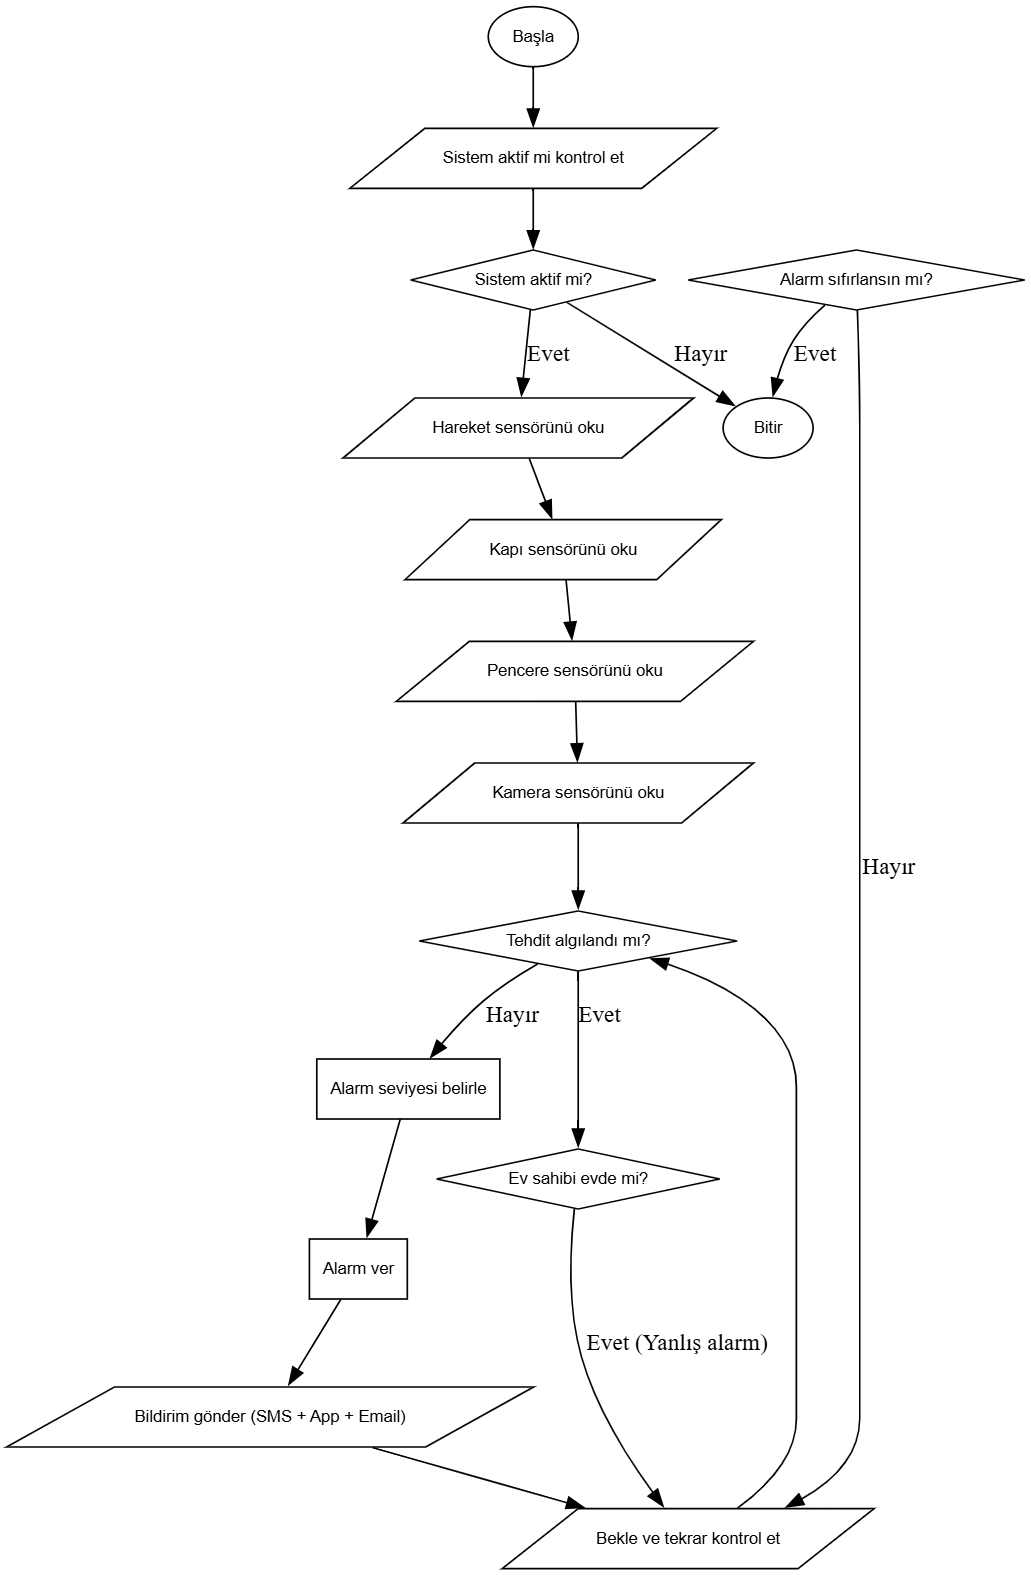 Başla
Sistem aktif mi kontrol et
Sistem aktif mi?
Alarm sıfırlansın mı?
Evet
Hayır
Evet
Hareket sensörünü oku
Bitir
Kapı sensörünü oku
Pencere sensörünü oku
Kamera sensörünü oku
Hayır
Tehdit algılandı mı?
Hayır
Evet
Alarm seviyesi belirle
Ev sahibi evde mi?
Alarm ver
Evet (Yanlış alarm)
Bildirim gönder (SMS + App + Email)
Bekle ve tekrar kontrol et